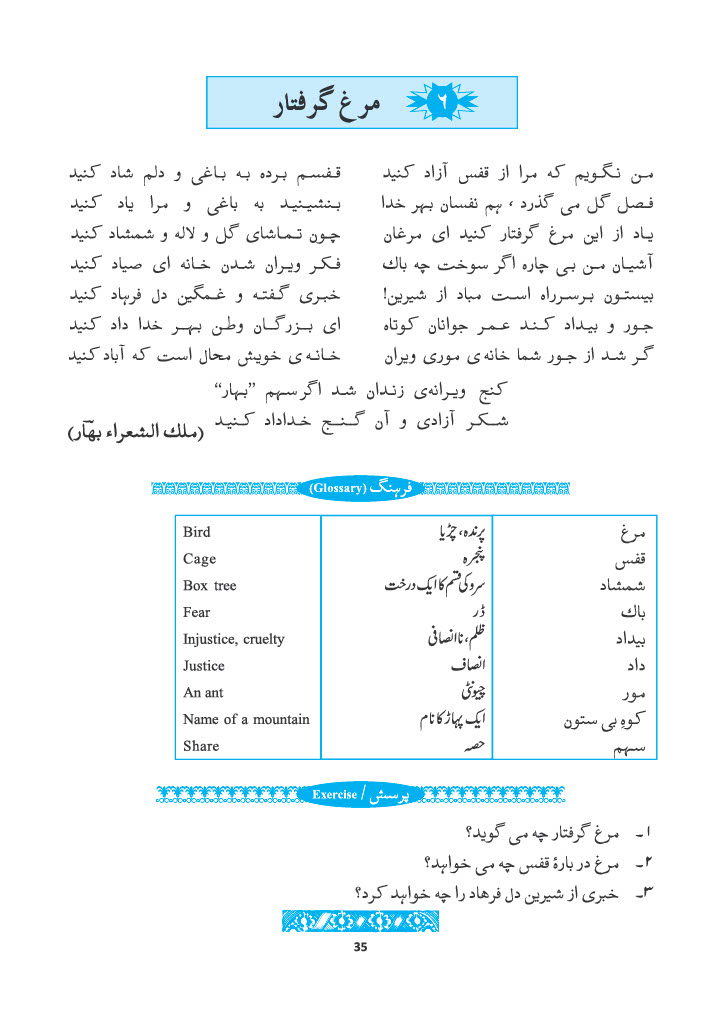 ۶ مرغ گرفتار
من نگویم که مرا از قفس آزاد کنید قفسم برده به باغی و دلم شاد کنید
فصل گل می گذرد ، هم نفسان بهر خدا بنشینید به باغی و مرا یاد کنید
یاد از این مرغ گرفتار کنید ای مرغان چون تماشای گل و لاله و شمشاد کنید
آشیان من بی چاره اگر سوخت چه باك فکر ویران شدن خانه ای صیاد کنید
بیستون برسرراه است مباد از شیرین! خبری گفته و غمگین دل فرهاد کنید
جور و بیداد کند عمر جوانان کوتاه ای بزرگان وطن بهر خدا داد کنید
گر شد از جور شما خانه ی موری ویران خانه ی خویش محال است که آباد کنید
کنج ویرانه‌ی زندان شد اگر سهم ”بهار“
شکر آزادی و آن گنج خداداد کنید
(ملك الشعراء بهار)
فرہنگ (Glossary)
مرغ پرندہ، چڑیا Bird
قفس پنجرہ Cage
شمشاد سرو کی قسم کا ایک درخت Box tree
باك ڈر Fear
بیداد ظلم، ناانصافی Injustice, cruelty
داد انصاف Justice
مور چیونٹی An ant
کوہِ بی ستون ایک پہاڑ کا نام Name of a mountain
سہم حصہ Share
پرسش / Exercise
۱۔ مرغ گرفتار چه می گوید؟
۲۔ مرغ در بارۀ قفس چه می خواهد؟
۳۔ خبری از شیرین دل فرهاد را چه خواهد کرد؟
35